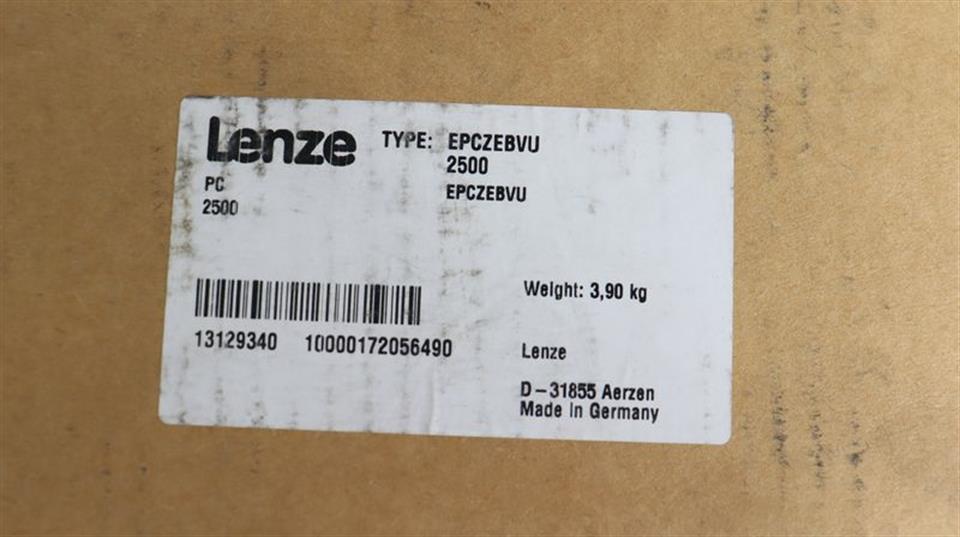 Lenze TYPE: EPCZEBVU
2500
PC EPCZEBVU
2500
Weight: 3,90 kg
13129340 10000172056490
Lenze
D-31855 Aerzen
Made in Germany